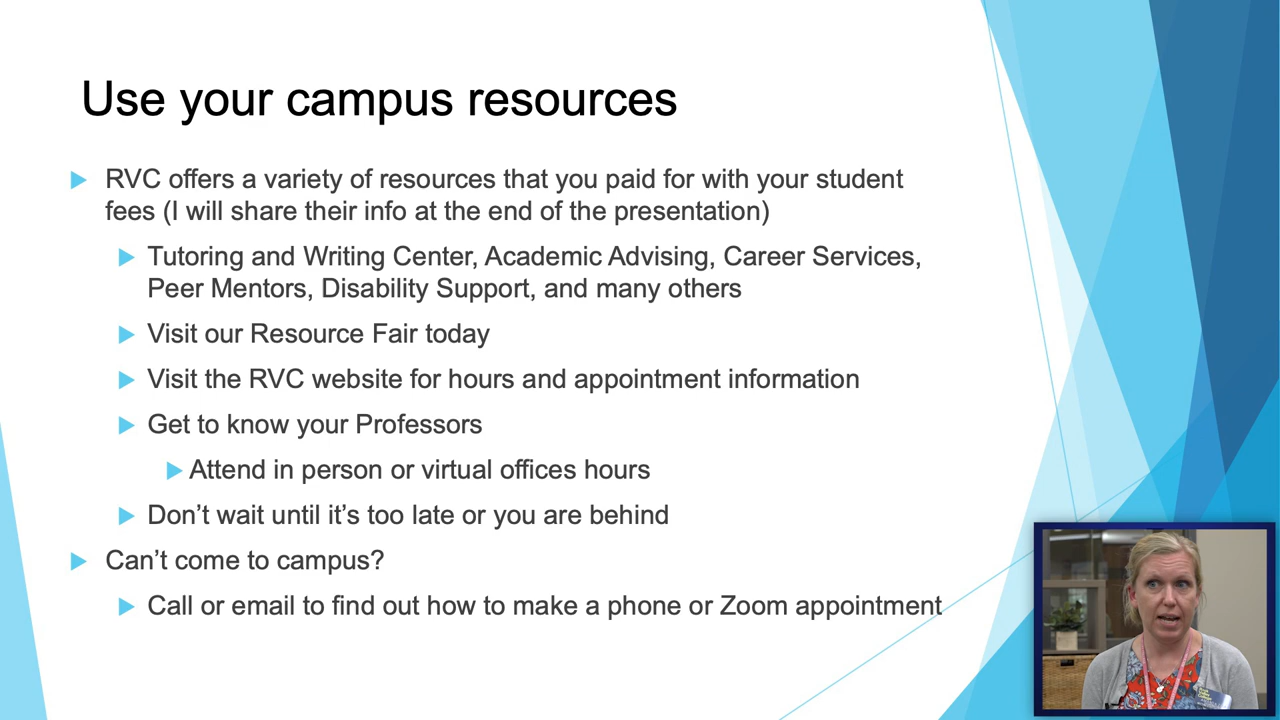 Use your campus resources
RVC offers a variety of resources that you paid for with your student
fees (I will share their info at the end of the presentation)
Tutoring and Writing Center, Academic Advising, Career Services,
Peer Mentors, Disability Support, and many others
Visit our Resource Fair today
Visit the RVC website for hours and appointment information
Get to know your Professors
Attend in person or virtual offices hours
Don’t wait until it’s too late or you are behind
Can’t come to campus?
Call or email to find out how to make a phone or Zoom appointment